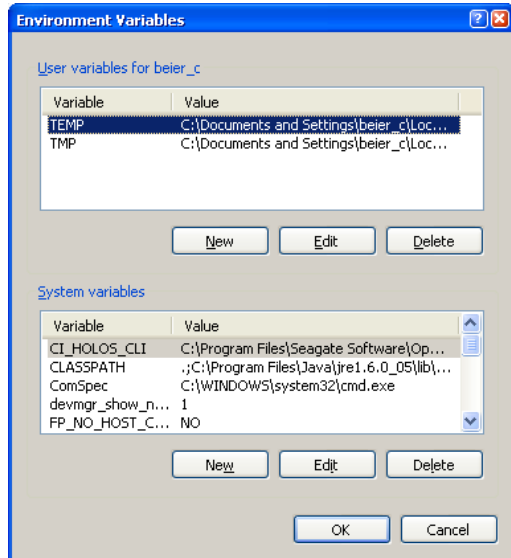 Environment Variables
User variables for beier_c
Variable Value
TEMP C:\Documents and Settings\beier_c\Loc...
TMP C:\Documents and Settings\beier_c\Loc...
New Edit Delete
System variables
Variable Value
CI_HOLOS_CLI C:\Program Files\Seagate Software\Op...
CLASSPATH .;C:\Program Files\Java\jre1.6.0_05\lib\...
ComSpec C:\WINDOWS\system32\cmd.exe
devmgr_show_n... 1
FP_NO_HOST_C... NO
New Edit Delete
OK Cancel